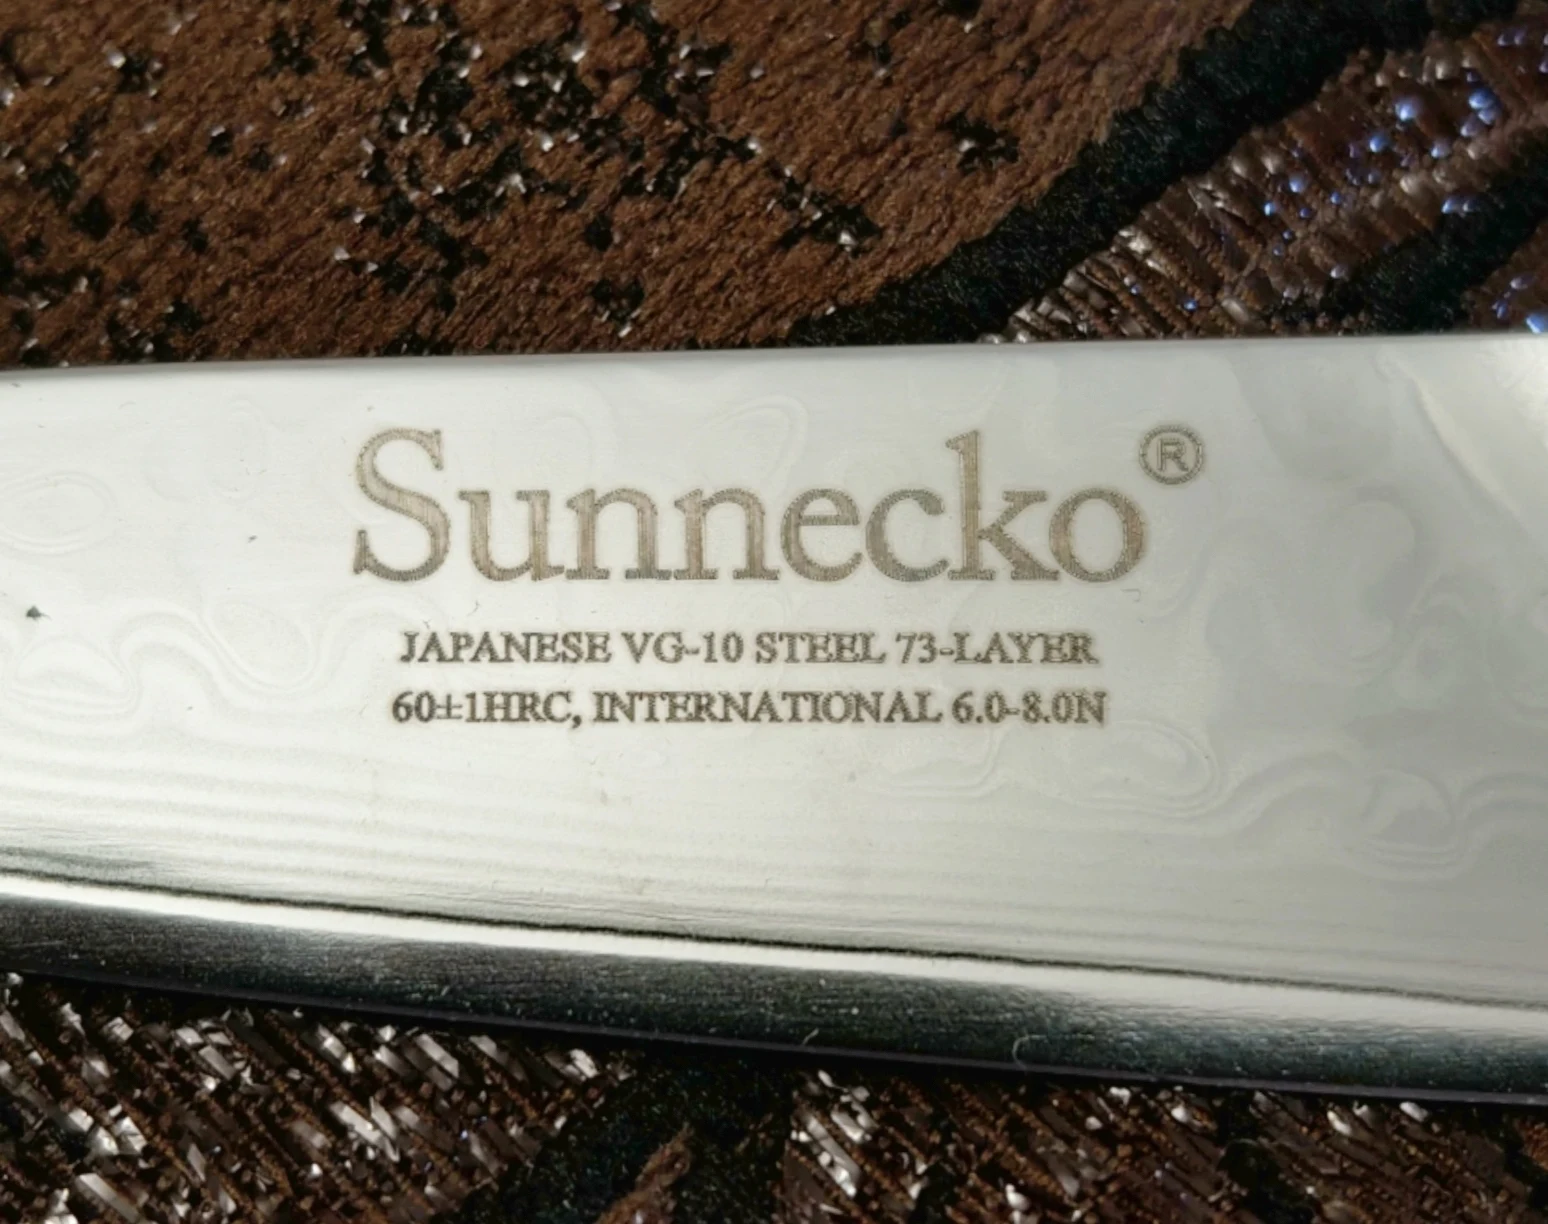 Sunnecko®
JAPANESE VG-10 STEEL 73-LAYER
60±1HRC, INTERNATIONAL 6.0-8.0N